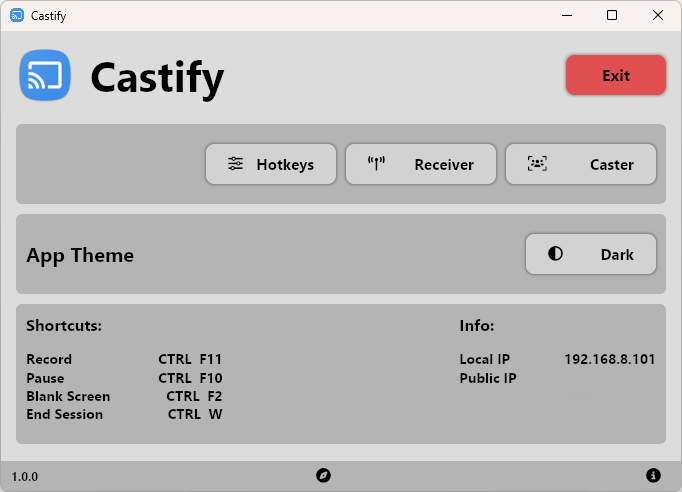 Castify
Castify
Exit
Hotkeys
Receiver
Caster
App Theme
Dark
Shortcuts:
Record CTRL F11
Pause CTRL F10
Blank Screen CTRL F2
End Session CTRL W
Info:
Local IP 192.168.8.101
Public IP
1.0.0